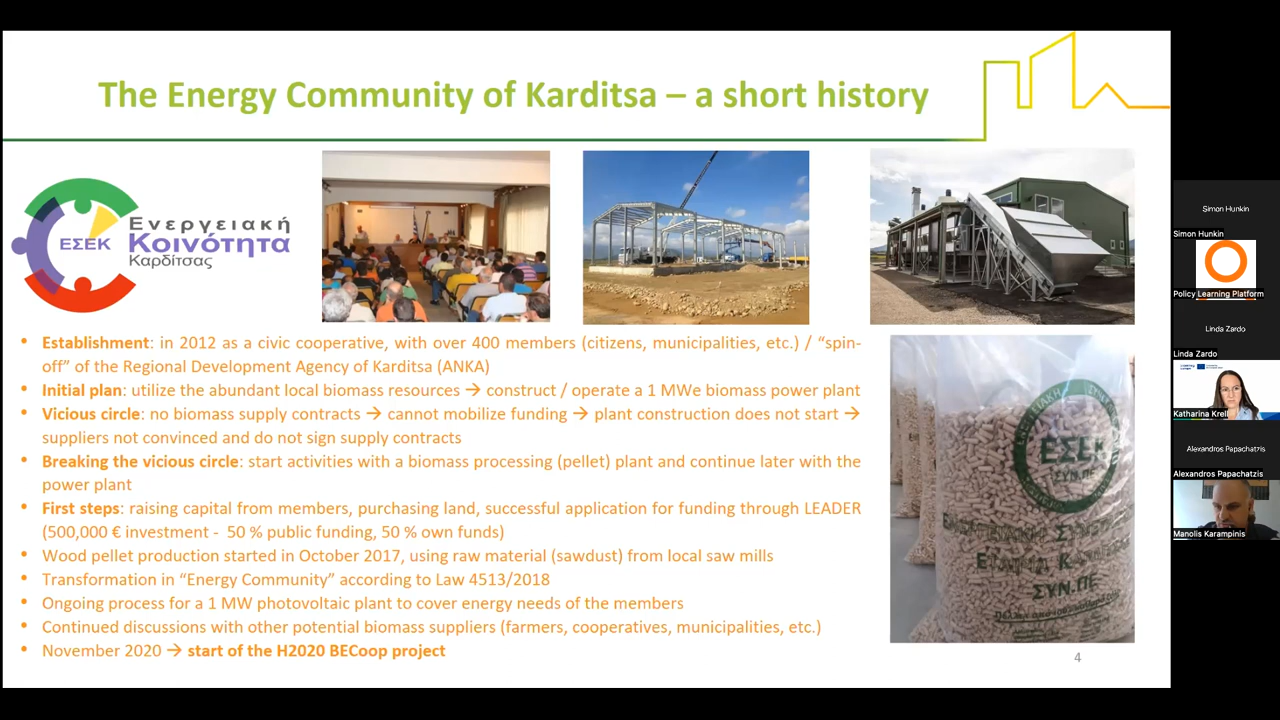 The Energy Community of Karditsa – a short history
ΕΣΕΚ
Ενεργειακή
Κοινότητα
Καρδίτσας
• Establishment: in 2012 as a civic cooperative, with over 400 members (citizens, municipalities, etc.) / “spin-
off” of the Regional Development Agency of Karditsa (ANKA)
• Initial plan: utilize the abundant local biomass resources → construct / operate a 1 MWe biomass power plant
• Vicious circle: no biomass supply contracts → cannot mobilize funding → plant construction does not start →
suppliers not convinced and do not sign supply contracts
• Breaking the vicious circle: start activities with a biomass processing (pellet) plant and continue later with the
power plant
• First steps: raising capital from members, purchasing land, successful application for funding through LEADER
(500,000 € investment - 50 % public funding, 50 % own funds)
• Wood pellet production started in October 2017, using raw material (sawdust) from local saw mills
• Transformation in “Energy Community” according to Law 4513/2018
• Ongoing process for a 1 MW photovoltaic plant to cover energy needs of the members
• Continued discussions with other potential biomass suppliers (farmers, cooperatives, municipalities, etc.)
• November 2020 → start of the H2020 BECoop project
ΕΣΕΚ
ΣΥΝ.ΠΕ
ΣΥΝ.ΠΕ.
4
Simon Hunkin
Simon Hunkin
Policy Learning Platform
Linda Zardo
Linda Zardo
Katharina Krell
Alexandros Papachatzis
Alexandros Papachatzis
Manolis Karampinis